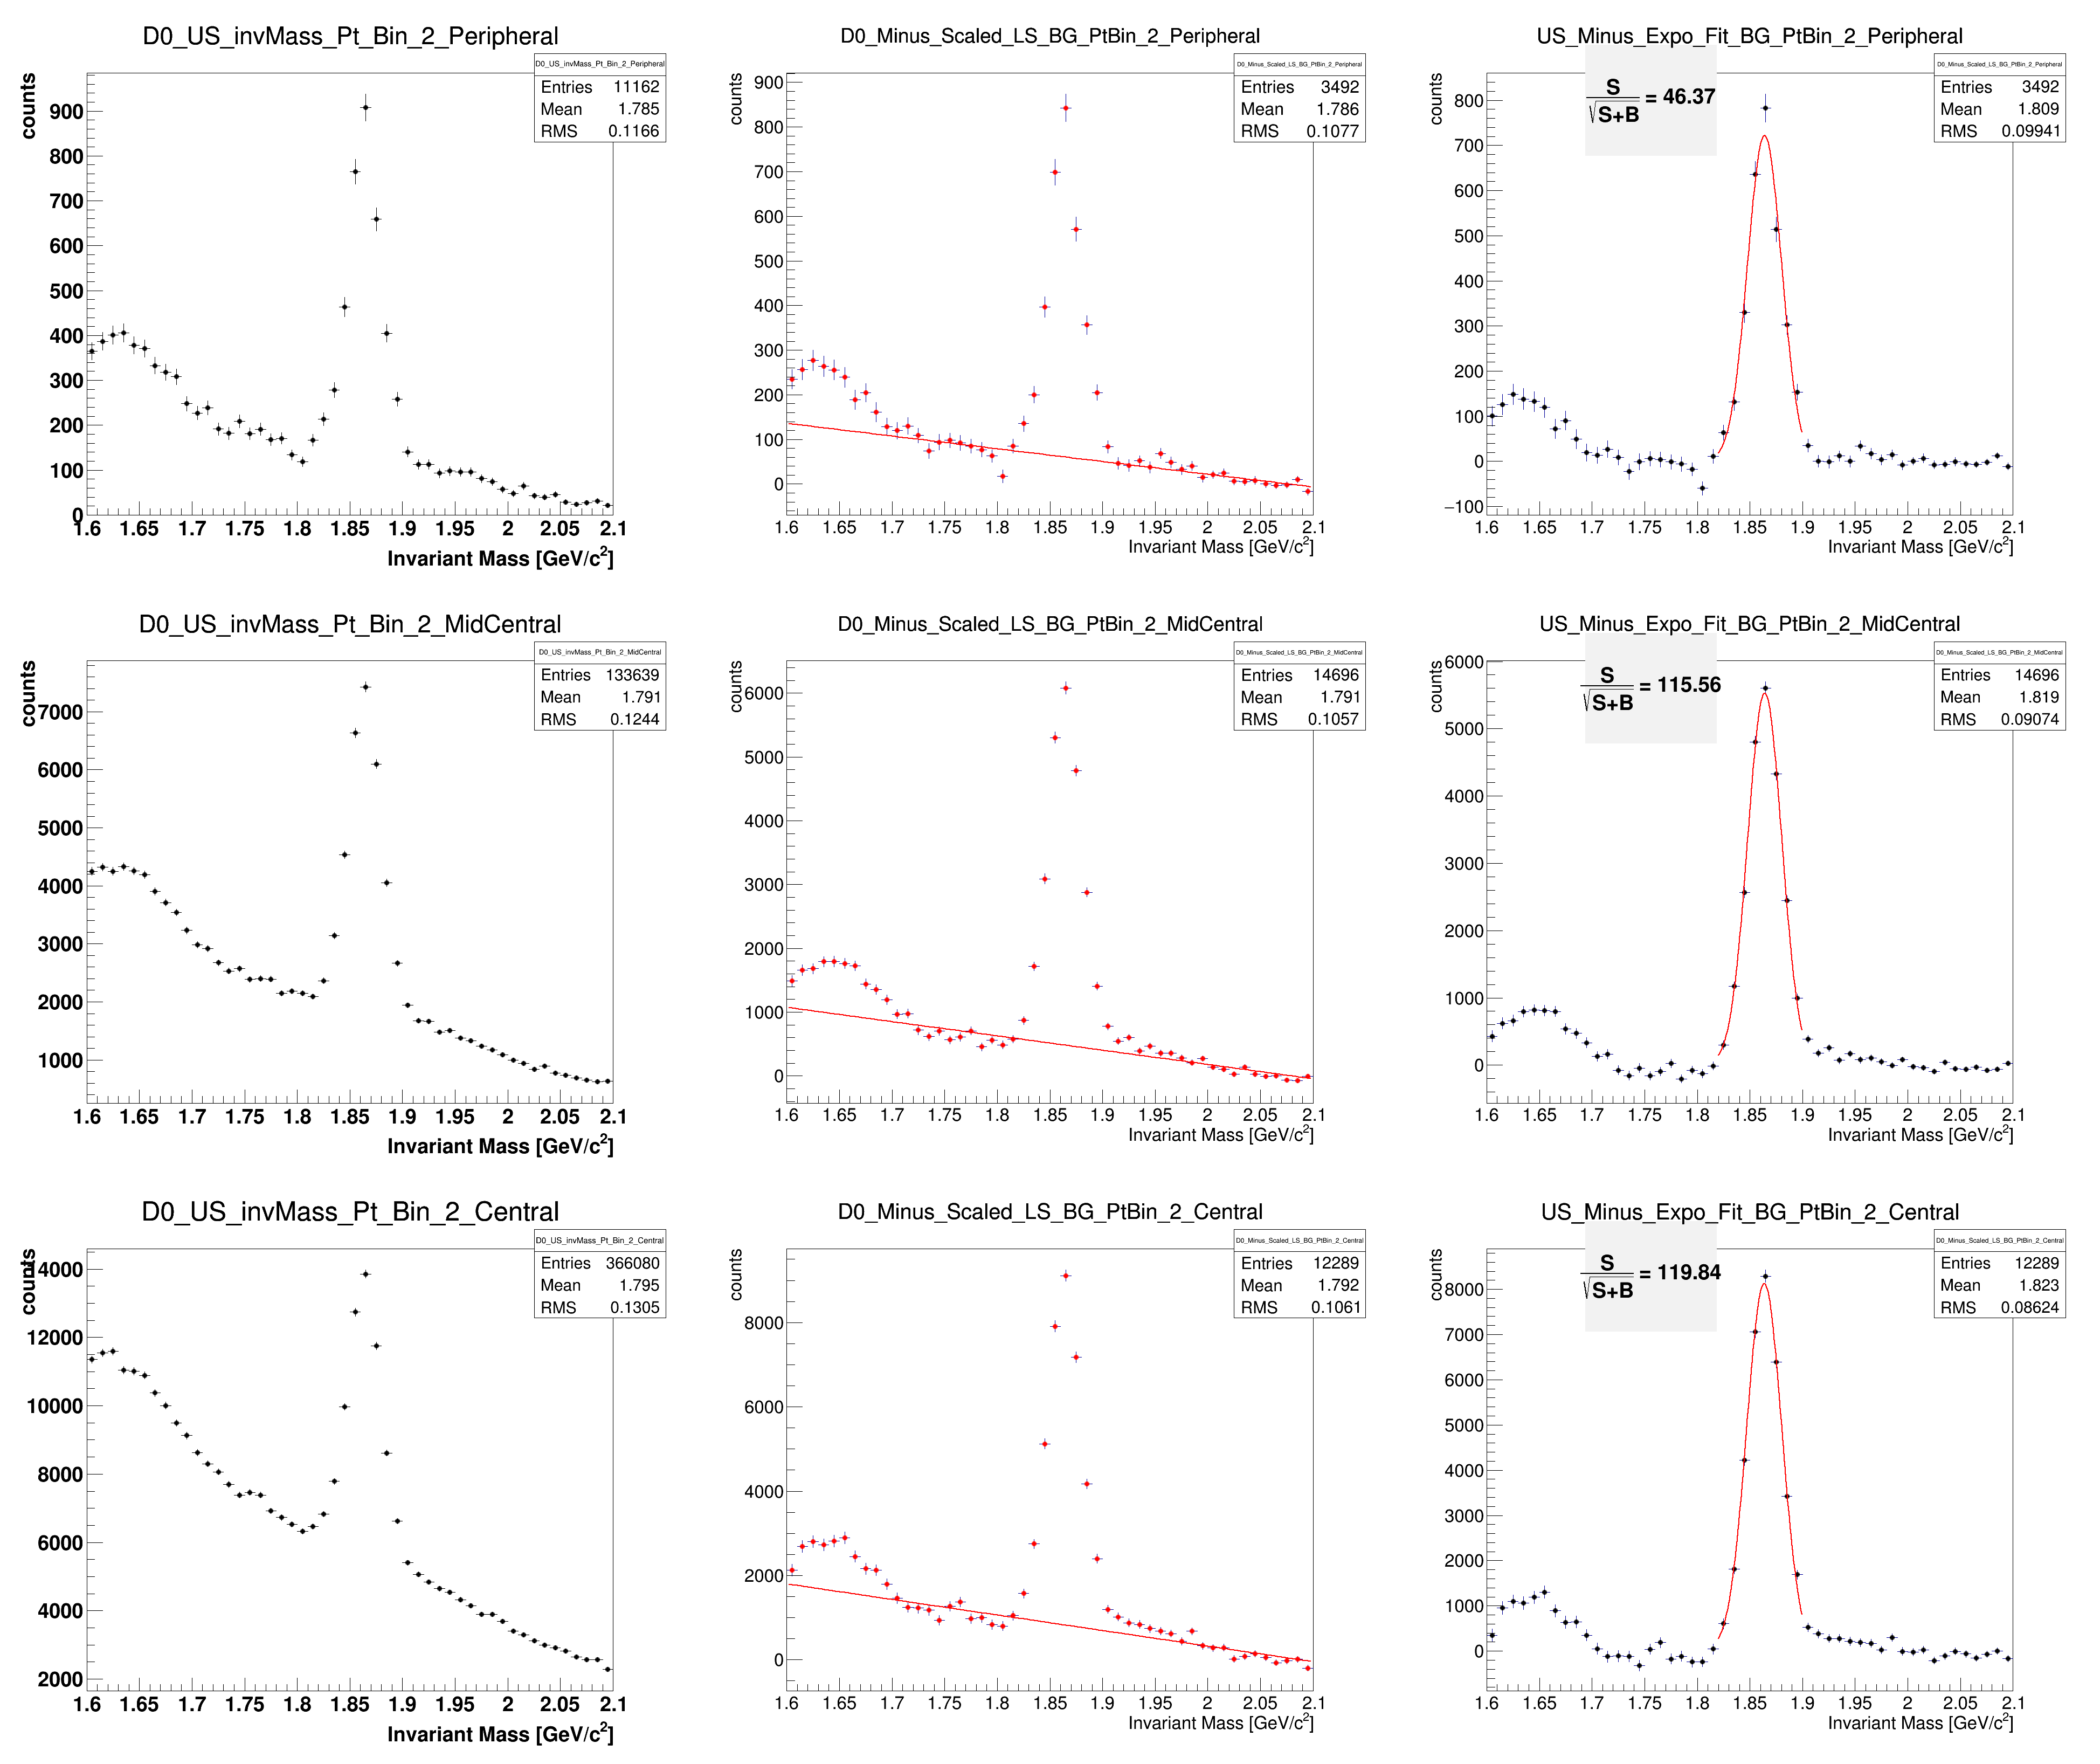 D0_US_invMass_Pt_Bin_2_Peripheral
D0_US_invMass_Pt_Bin_2_Peripheral
Entries 11162
Mean 1.785
RMS 0.1166
counts
900
800
700
600
500
400
300
200
100
0
1.6 1.65 1.7 1.75 1.8 1.85 1.9 1.95 2 2.05 2.1
Invariant Mass [GeV/c²]
D0_Minus_Scaled_LS_BG_PtBin_2_Peripheral
D0_Minus_Scaled_LS_BG_PtBin_2_Peripheral
Entries 3492
Mean 1.786
RMS 0.1077
counts
900
800
700
600
500
400
300
200
100
0
1.6 1.65 1.7 1.75 1.8 1.85 1.9 1.95 2 2.05 2.1
Invariant Mass [GeV/c²]
US_Minus_Expo_Fit_BG_PtBin_2_Peripheral
D0_Minus_Scaled_LS_BG_PtBin_2_Peripheral
Entries 3492
Mean 1.809
RMS 0.09941
S
√S+B = 46.37
counts
800
700
600
500
400
300
200
100
0
−100
1.6 1.65 1.7 1.75 1.8 1.85 1.9 1.95 2 2.05 2.1
Invariant Mass [GeV/c²]
D0_US_invMass_Pt_Bin_2_MidCentral
D0_US_invMass_Pt_Bin_2_MidCentral
Entries 133639
Mean 1.791
RMS 0.1244
counts
7000
6000
5000
4000
3000
2000
1000
1.6 1.65 1.7 1.75 1.8 1.85 1.9 1.95 2 2.05 2.1
Invariant Mass [GeV/c²]
D0_Minus_Scaled_LS_BG_PtBin_2_MidCentral
D0_Minus_Scaled_LS_BG_PtBin_2_MidCentral
Entries 14696
Mean 1.791
RMS 0.1057
counts
6000
5000
4000
3000
2000
1000
0
1.6 1.65 1.7 1.75 1.8 1.85 1.9 1.95 2 2.05 2.1
Invariant Mass [GeV/c²]
US_Minus_Expo_Fit_BG_PtBin_2_MidCentral
D0_Minus_Scaled_LS_BG_PtBin_2_MidCentral
Entries 14696
Mean 1.819
RMS 0.09074
S
√S+B = 115.56
counts
6000
5000
4000
3000
2000
1000
0
1.6 1.65 1.7 1.75 1.8 1.85 1.9 1.95 2 2.05 2.1
Invariant Mass [GeV/c²]
D0_US_invMass_Pt_Bin_2_Central
D0_US_invMass_Pt_Bin_2_Central
Entries 366080
Mean 1.795
RMS 0.1305
counts
14000
12000
10000
8000
6000
4000
2000
1.6 1.65 1.7 1.75 1.8 1.85 1.9 1.95 2 2.05 2.1
Invariant Mass [GeV/c²]
D0_Minus_Scaled_LS_BG_PtBin_2_Central
D0_Minus_Scaled_LS_BG_PtBin_2_Central
Entries 12289
Mean 1.792
RMS 0.1061
counts
8000
6000
4000
2000
0
1.6 1.65 1.7 1.75 1.8 1.85 1.9 1.95 2 2.05 2.1
Invariant Mass [GeV/c²]
US_Minus_Expo_Fit_BG_PtBin_2_Central
D0_Minus_Scaled_LS_BG_PtBin_2_Central
Entries 12289
Mean 1.823
RMS 0.08624
S
√S+B = 119.84
counts
8000
7000
6000
5000
4000
3000
2000
1000
0
1.6 1.65 1.7 1.75 1.8 1.85 1.9 1.95 2 2.05 2.1
Invariant Mass [GeV/c²]